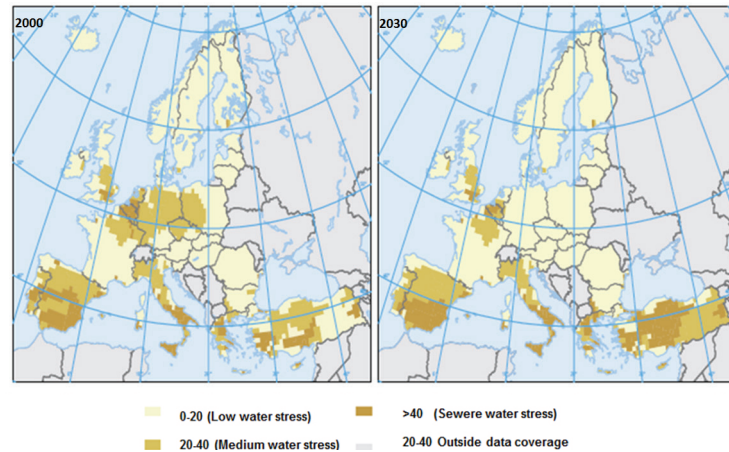 2000
2030
0-20 (Low water stress)
>40 (Sewere water stress)
20-40 (Medium water stress)
20-40 Outside data coverage